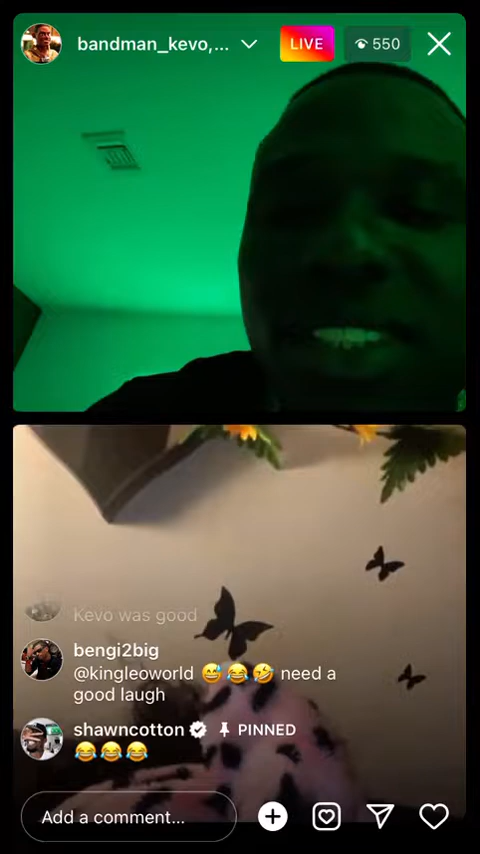 bandman_kevo,...
LIVE
550
Kevo was good
bengi2big
@kingleoworld 😅😂🤣 need a
good laugh
shawncotton PINNED
😂😂😂
Add a comment...